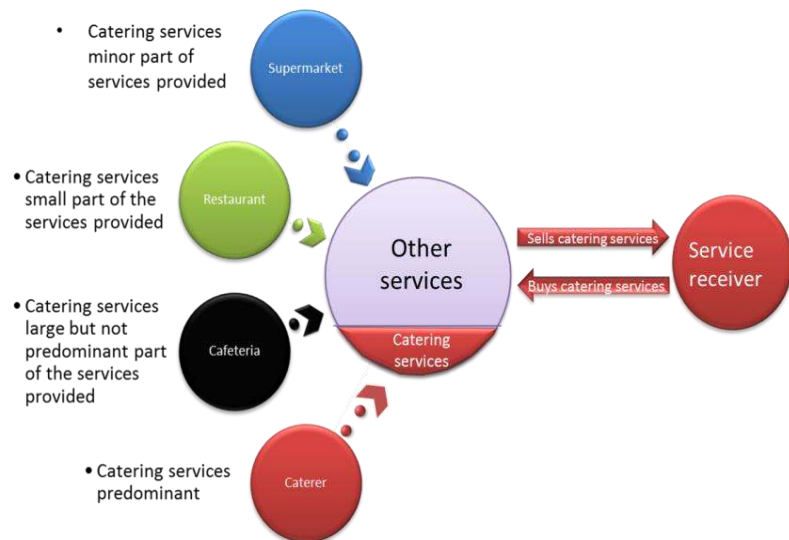 • Catering services
minor part of
services provided
Supermarket
• Catering services
small part of the
services provided
Restaurant
Other
services
Sells catering services
Buys catering services
Service
receiver
• Catering services
large but not
predominant part
of the services
provided
Cafeteria
Catering
services
• Catering services
predominant
Caterer